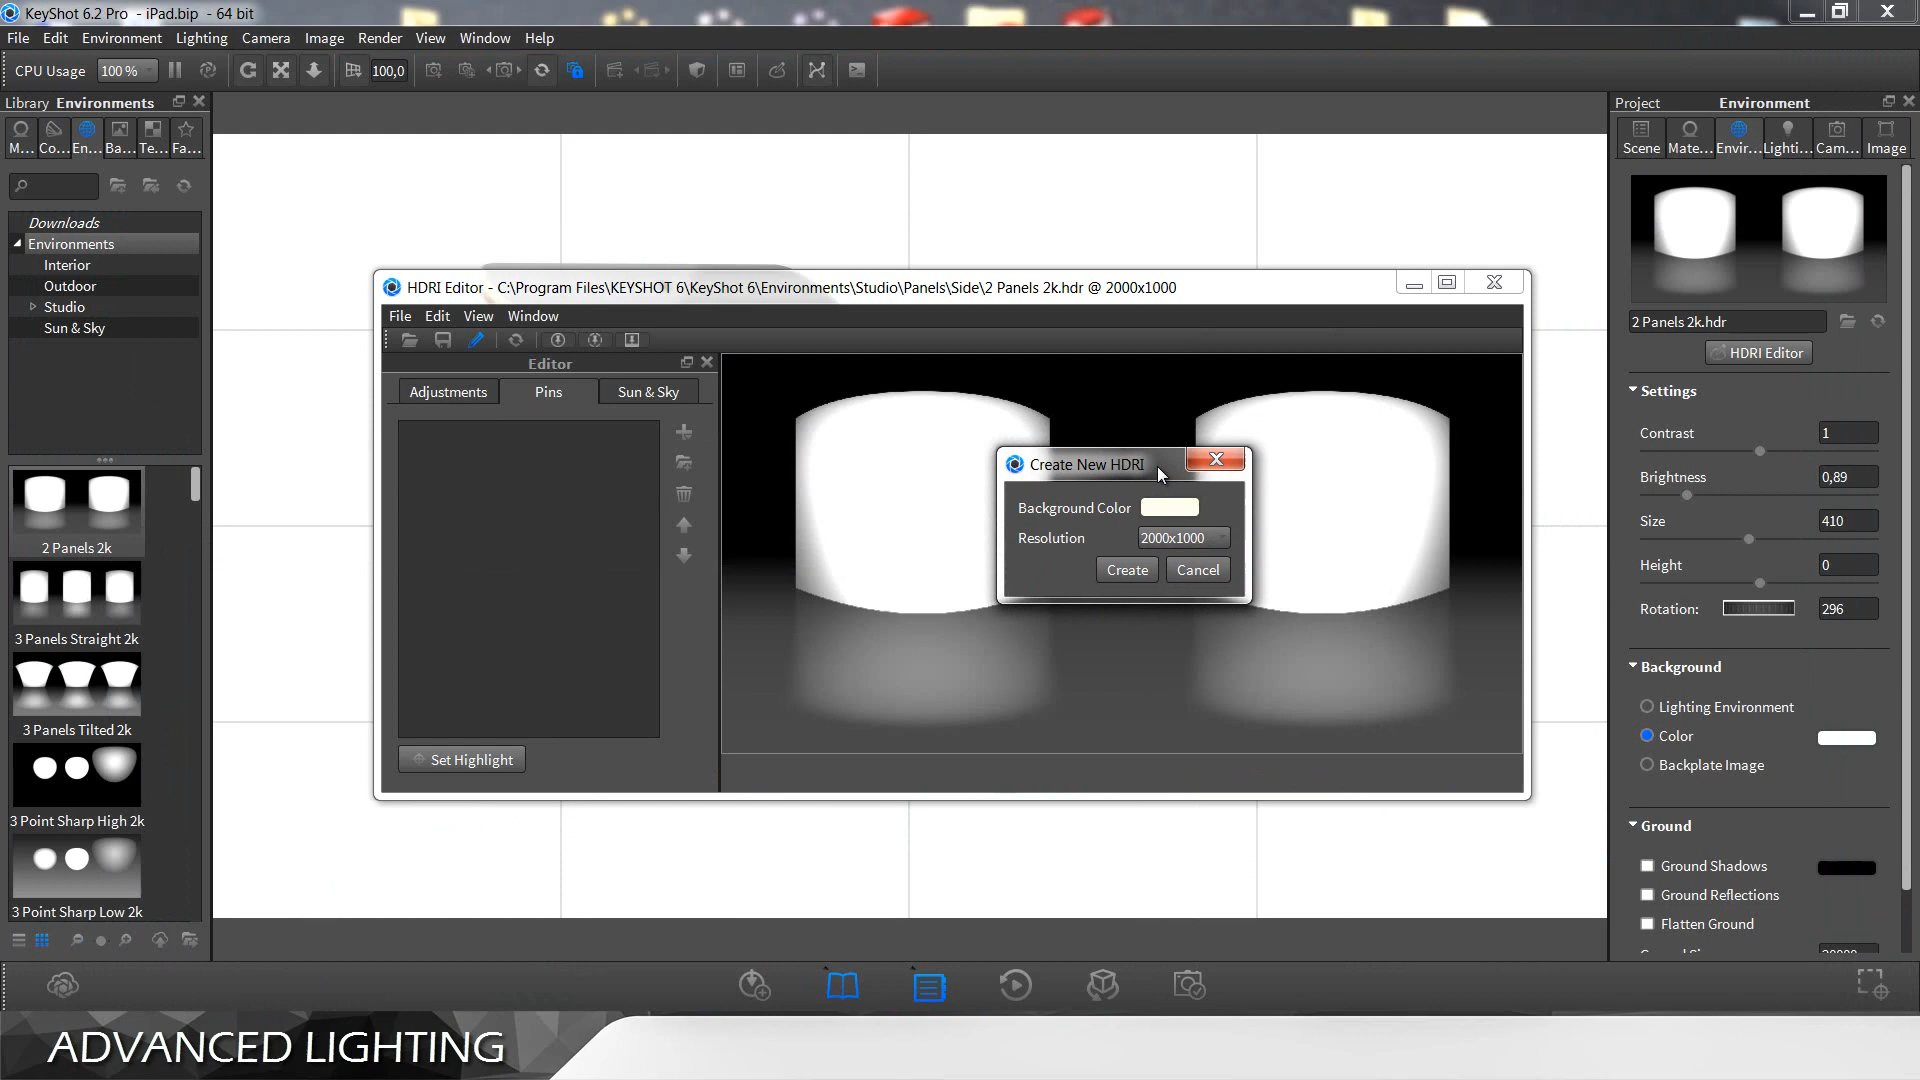 KeyShot 6.2 Pro - iPad.bip - 64 bit
File Edit Environment Lighting Camera Image Render View Window Help
CPU Usage 100 % 100,0
Library Environments
M... Co... En... Ba... Te... Fa...
Downloads
Environments
Interior
Outdoor
Studio
Sun & Sky
2 Panels 2k
3 Panels Straight 2k
3 Panels Tilted 2k
3 Point Sharp High 2k
3 Point Sharp Low 2k
HDRI Editor - C:\Program Files\KEYSHOT 6\KeyShot 6\Environments\Studio\Panels\Side\2 Panels 2k.hdr @ 2000x1000
File Edit View Window
Editor
Adjustments Pins Sun & Sky
Set Highlight
Create New HDRI
Background Color
Resolution 2000x1000
Create Cancel
Project Environment
Scene Mate... Envir... Lighti... Cam... Image
2 Panels 2k.hdr
HDRI Editor
Settings
Contrast 1
Brightness 0,89
Size 410
Height 0
Rotation: 296
Background
Lighting Environment
Color
Backplate Image
Ground
Ground Shadows
Ground Reflections
Flatten Ground
ADVANCED LIGHTING